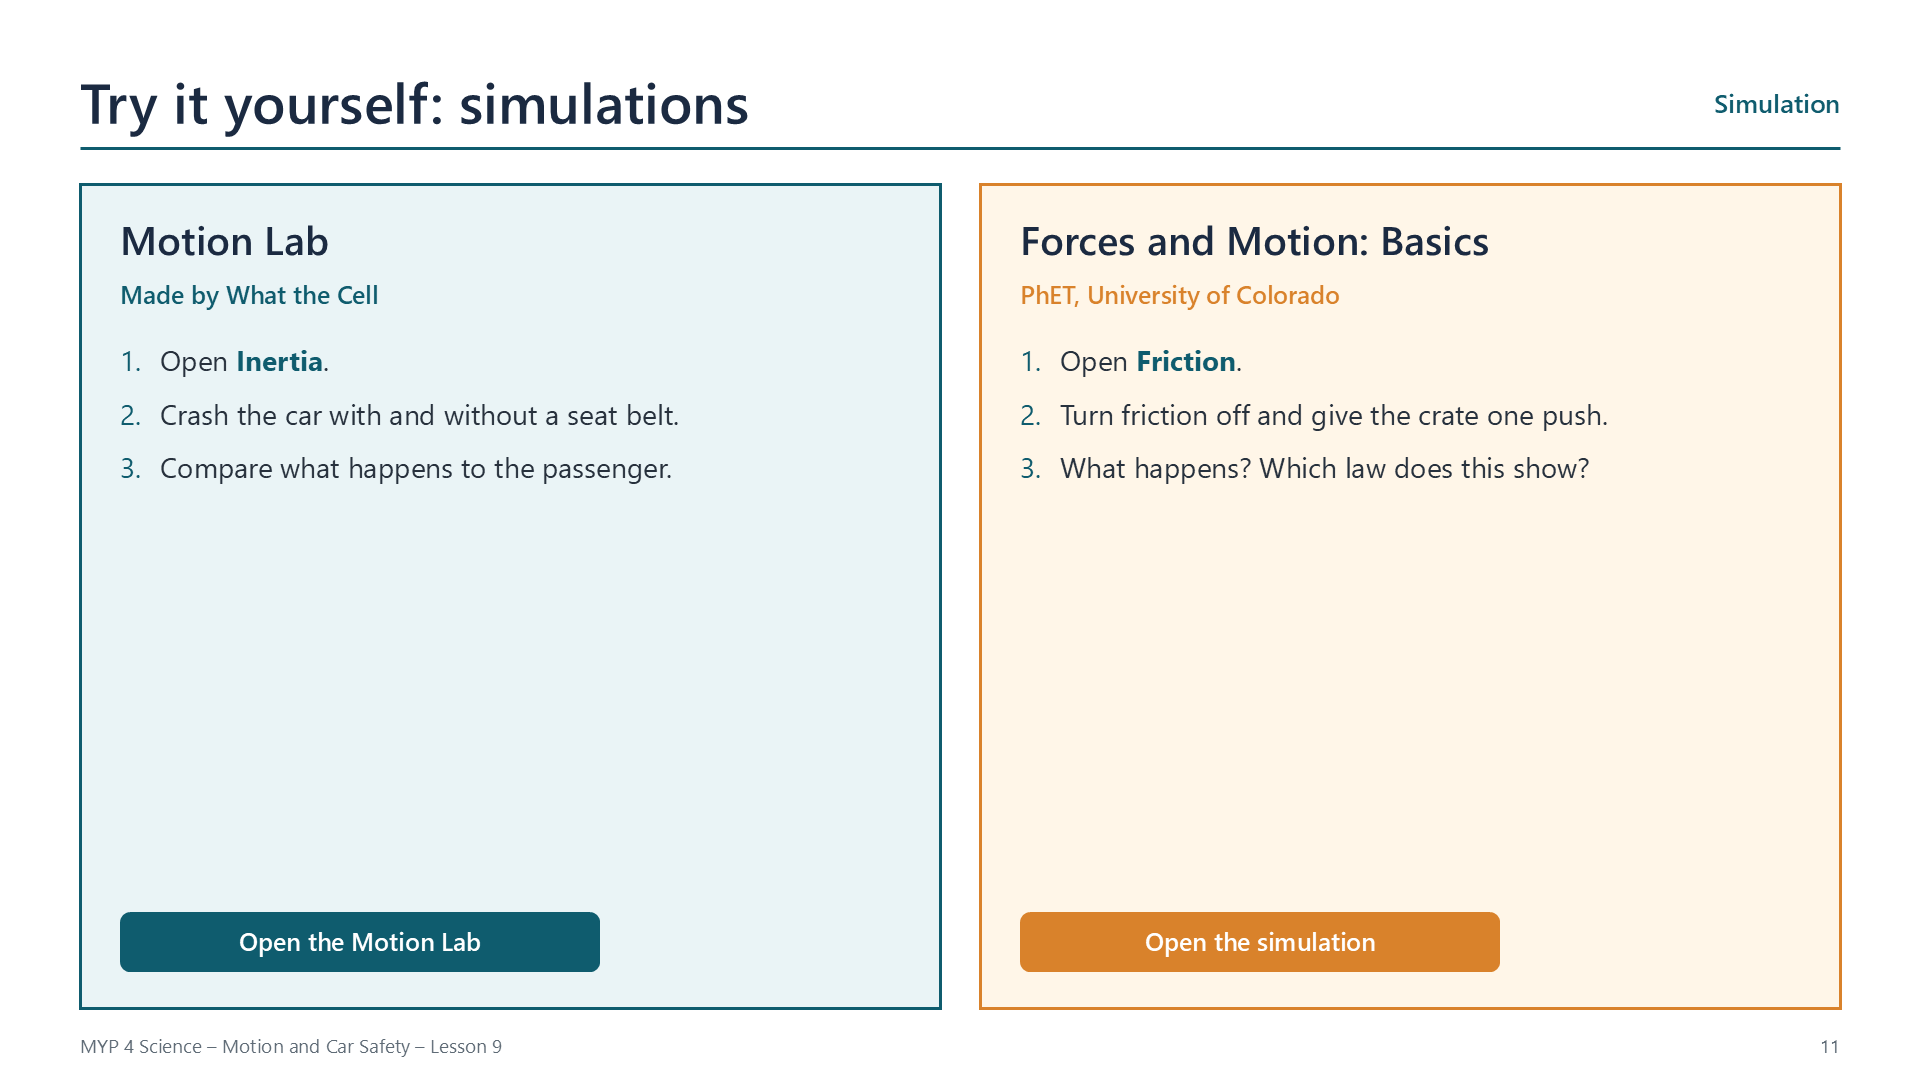 Try it yourself: simulations
Simulation
Motion Lab
Made by What the Cell
1. Open Inertia.
2. Crash the car with and without a seat belt.
3. Compare what happens to the passenger.
Open the Motion Lab
Forces and Motion: Basics
PhET, University of Colorado
1. Open Friction.
2. Turn friction off and give the crate one push.
3. What happens? Which law does this show?
Open the simulation
MYP 4 Science – Motion and Car Safety – Lesson 9
11